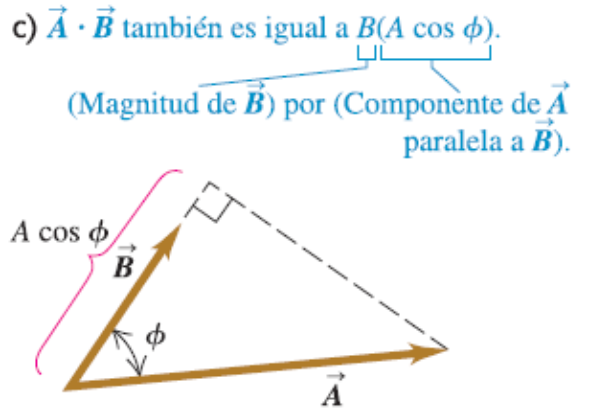 c) A⃗ · B⃗ también es igual a B(A cos ϕ).
(Magnitud de B⃗) por (Componente de A⃗
paralela a B⃗).
A cos ϕ
B⃗
ϕ
A⃗